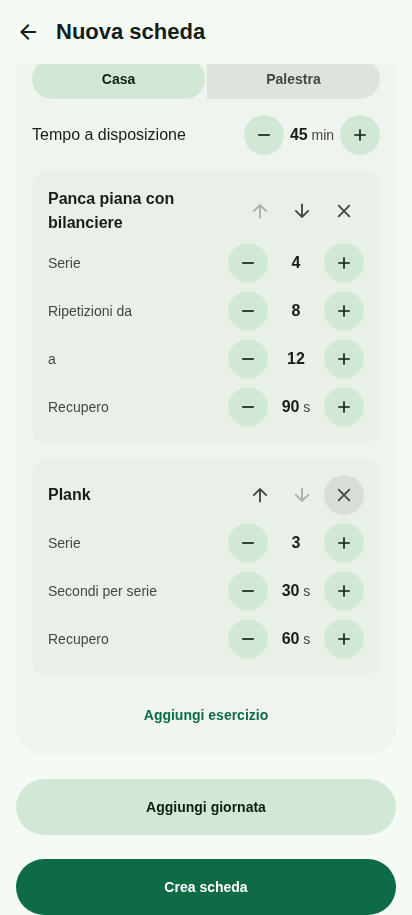 Nuova scheda
Casa
Palestra
Tempo a disposizione
45 min
Panca piana con
bilanciere
Serie
4
Ripetizioni da
8
a
12
Recupero
90 s
Plank
Serie
3
Secondi per serie
30 s
Recupero
60 s
Aggiungi esercizio
Aggiungi giornata
Crea scheda